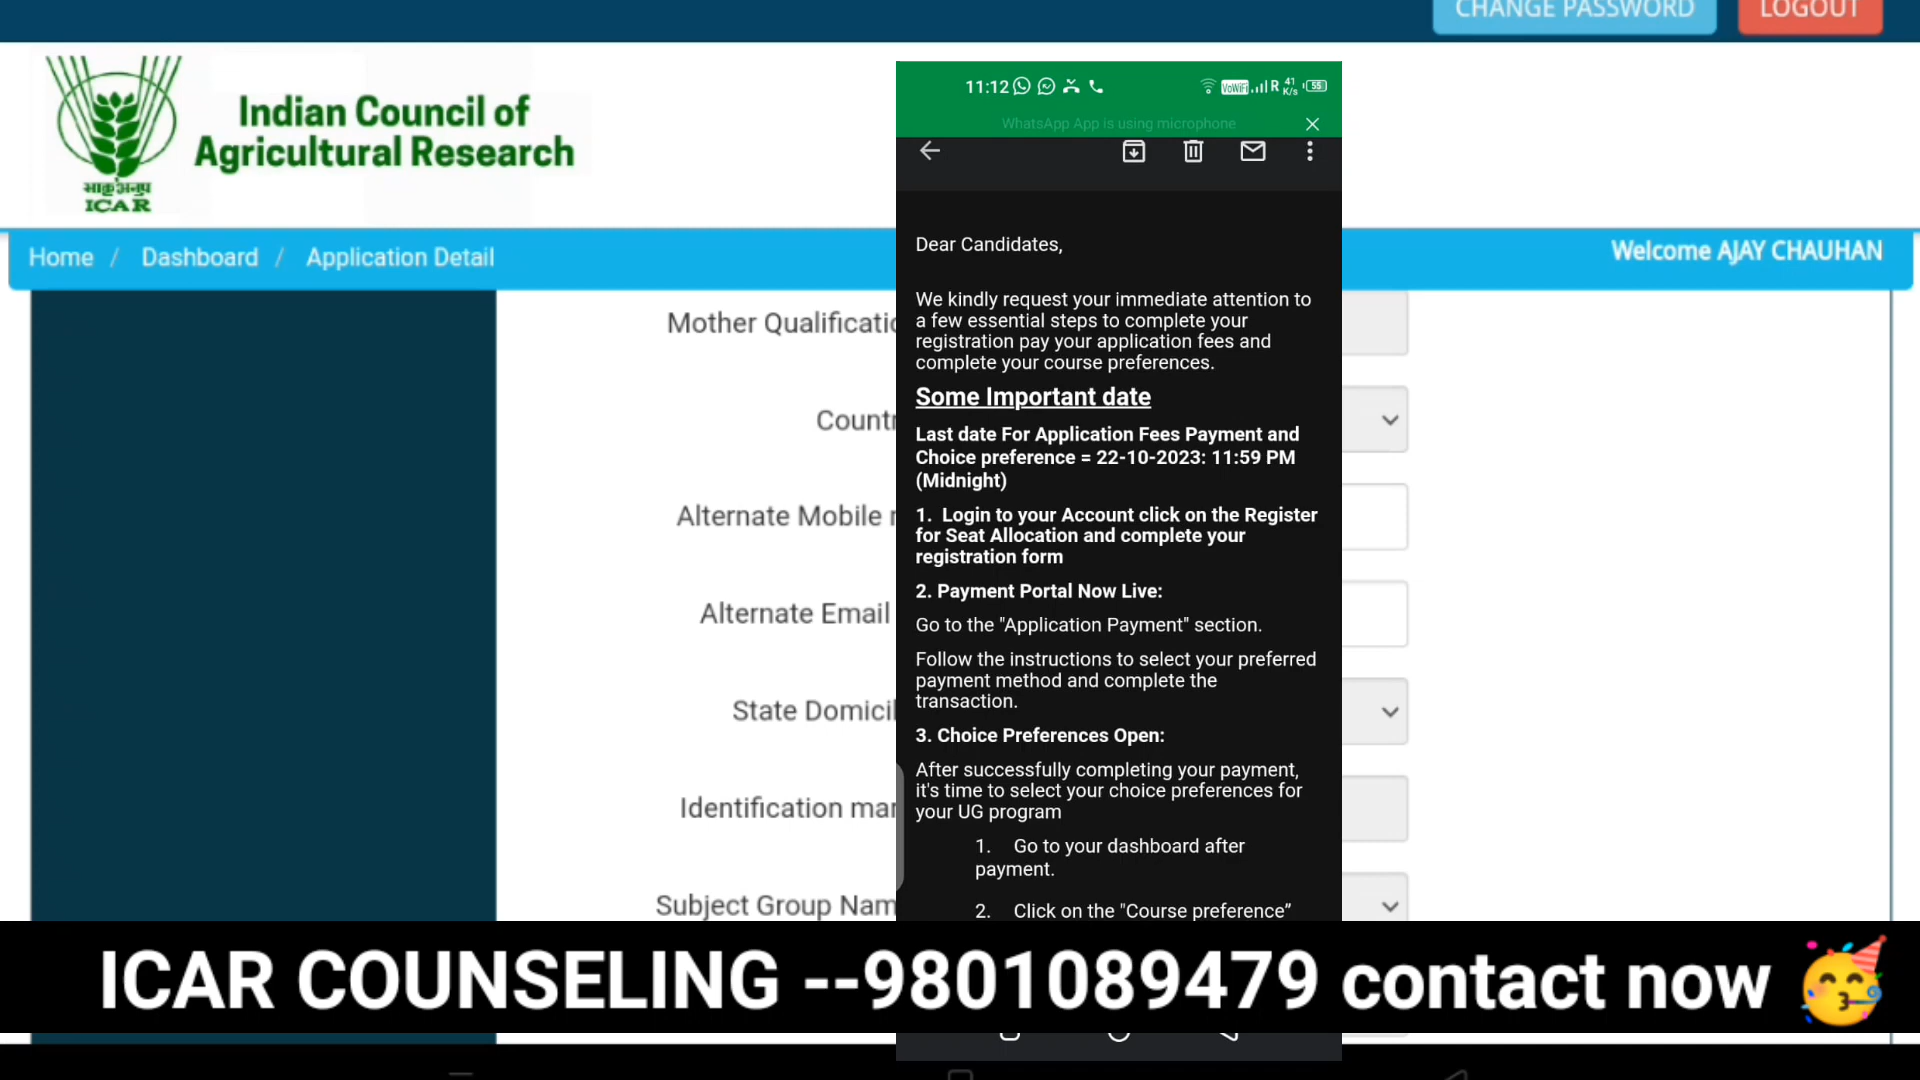 CHANGE PASSWORD
LOGOUT
Indian Council of
Agricultural Research
भाकृअनुप
ICAR
Home / Dashboard / Application Detail
Welcome AJAY CHAUHAN
Mother Qualificatio
Countr
Alternate Mobile
Alternate Email
State Domicil
Identification mar
Subject Group Nam
11:12
VoWiFi
R
41
K/s
55
WhatsApp App is using microphone
Dear Candidates,
We kindly request your immediate attention to
a few essential steps to complete your
registration pay your application fees and
complete your course preferences.
Some Important date
Last date For Application Fees Payment and
Choice preference = 22-10-2023: 11:59 PM
(Midnight)
1. Login to your Account click on the Register
for Seat Allocation and complete your
registration form
2. Payment Portal Now Live:
Go to the "Application Payment" section.
Follow the instructions to select your preferred
payment method and complete the
transaction.
3. Choice Preferences Open:
After successfully completing your payment,
it's time to select your choice preferences for
your UG program
1. Go to your dashboard after
payment.
2. Click on the "Course preference”
ICAR COUNSELING --9801089479 contact now 🥳